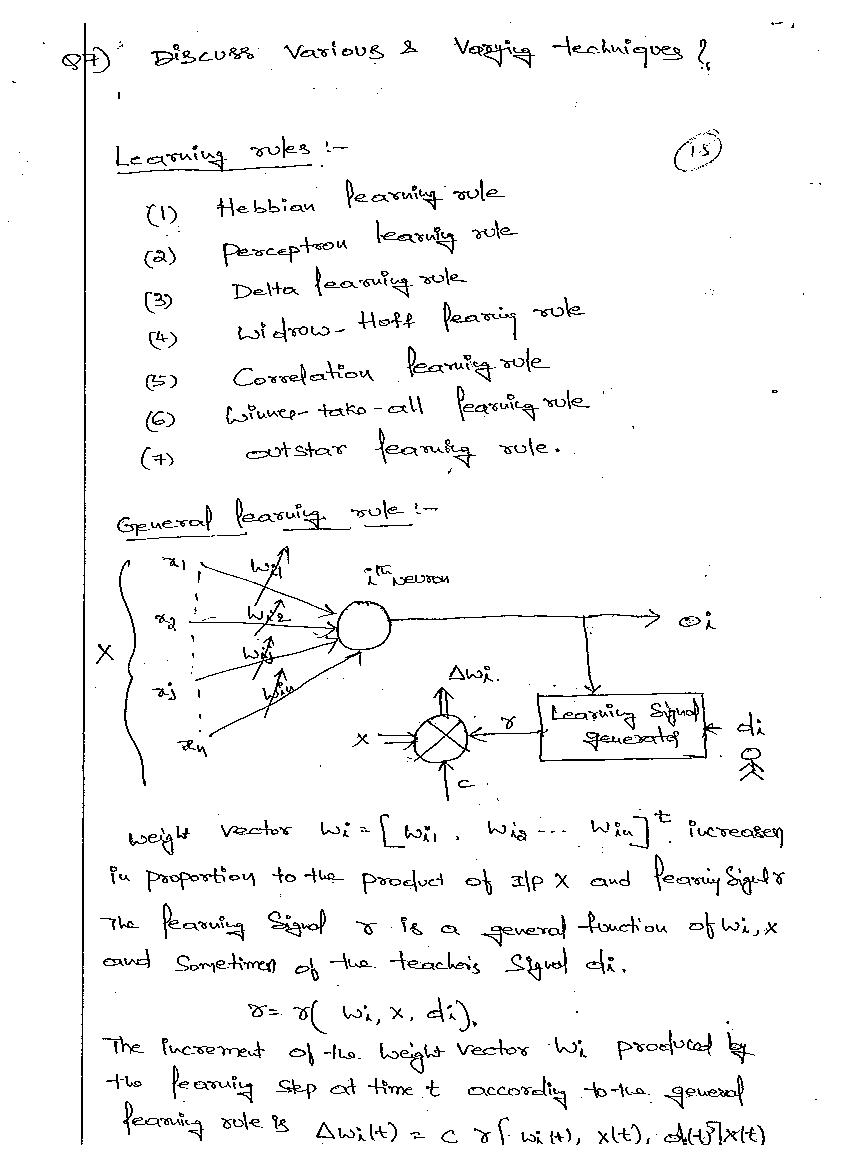 Q7) Discuss various & Varying techniques?
Learning rules :-
15
(1) Hebbian learning rule
(2) perceptron learning rule
(3) Delta learning rule
(4) Widrow-Hoff learing rule
(5) Correlation learning rule
(6) Winner-take-all learning rule
(7) outstar learning rule.
General learning rule :-
x1 wi1 ith neuron
x2 wi2 oi
X wij
xj win Δwi.
xn X r Learning Signal generator di
c
weight vector Wi = [wi1, wi2 --- win]t increases
in proportion to the product of I/p X and learnig Signal r
The learning Signal r is a general function of wi, x
and Sometimes of the teacher's Signal di.
r = r( wi, x, di).
The increment of the weight vector Wi produced by
the learning step at time t according to the general
learning rule is Δwi(t) = c r[ wi(t), x(t), di(t)] x(t)